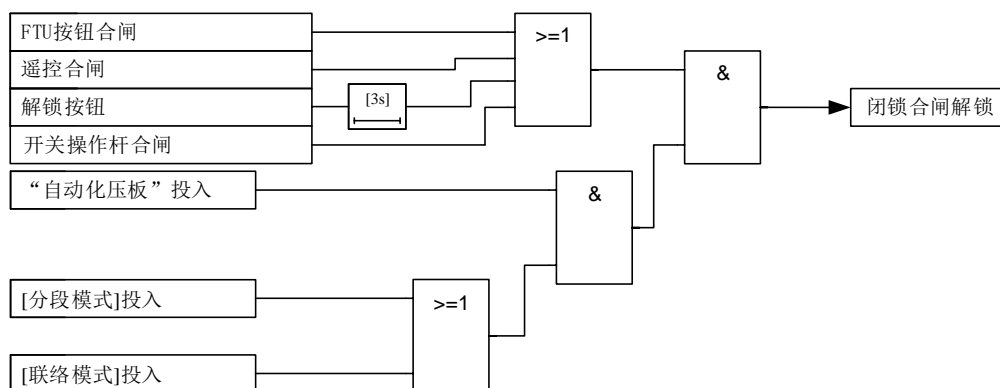 FTU按钮合闸
遥控合闸
解锁按钮
[3s]
开关操作杆合闸
>=1
&
闭锁合闸解锁
“自动化压板”投入
&
[分段模式]投入
>=1
[联络模式]投入